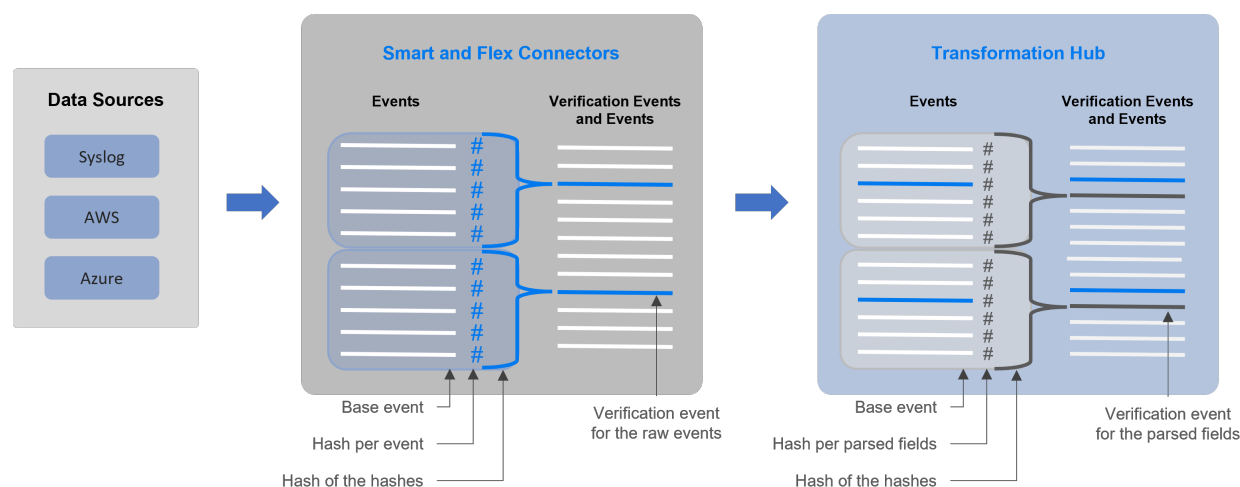 Data Sources
Syslog
AWS
Azure
Smart and Flex Connectors
Events
Verification Events
and Events
#
#
#
#
#
#
#
#
#
#
Base event
Hash per event
Hash of the hashes
Verification event
for the raw events
Transformation Hub
Events
Verification Events
and Events
#
#
#
#
#
#
#
#
#
#
#
#
Base event
Hash per parsed fields
Hash of the hashes
Verification event
for the parsed fields